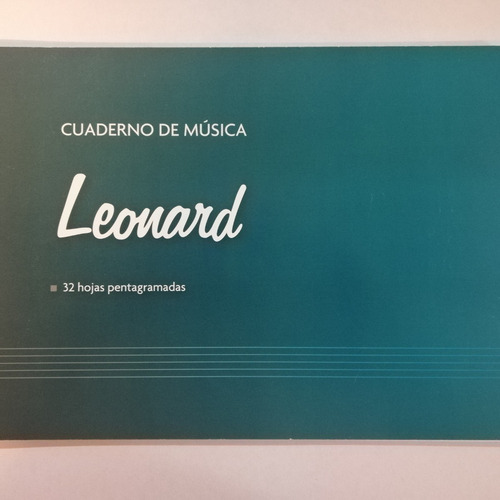 CUADERNO DE MÚSICA
Leonard
32 hojas pentagramadas